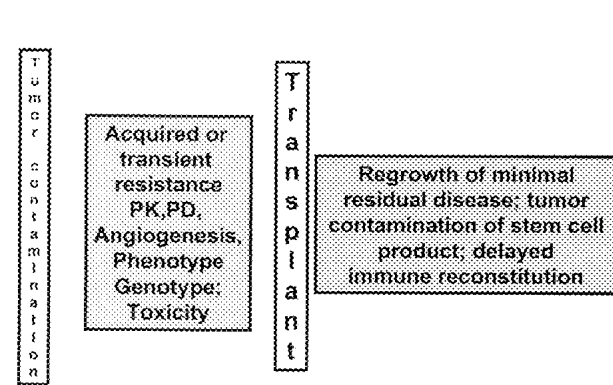 Tumor contamination
Acquired or
transient
resistance
PK,PD,
Angiogenesis,
Phenotype
Genotype;
Toxicity
Transplant
Regrowth of minimal
residual disease; tumor
contamination of stem cell
product; delayed
immune reconstitution